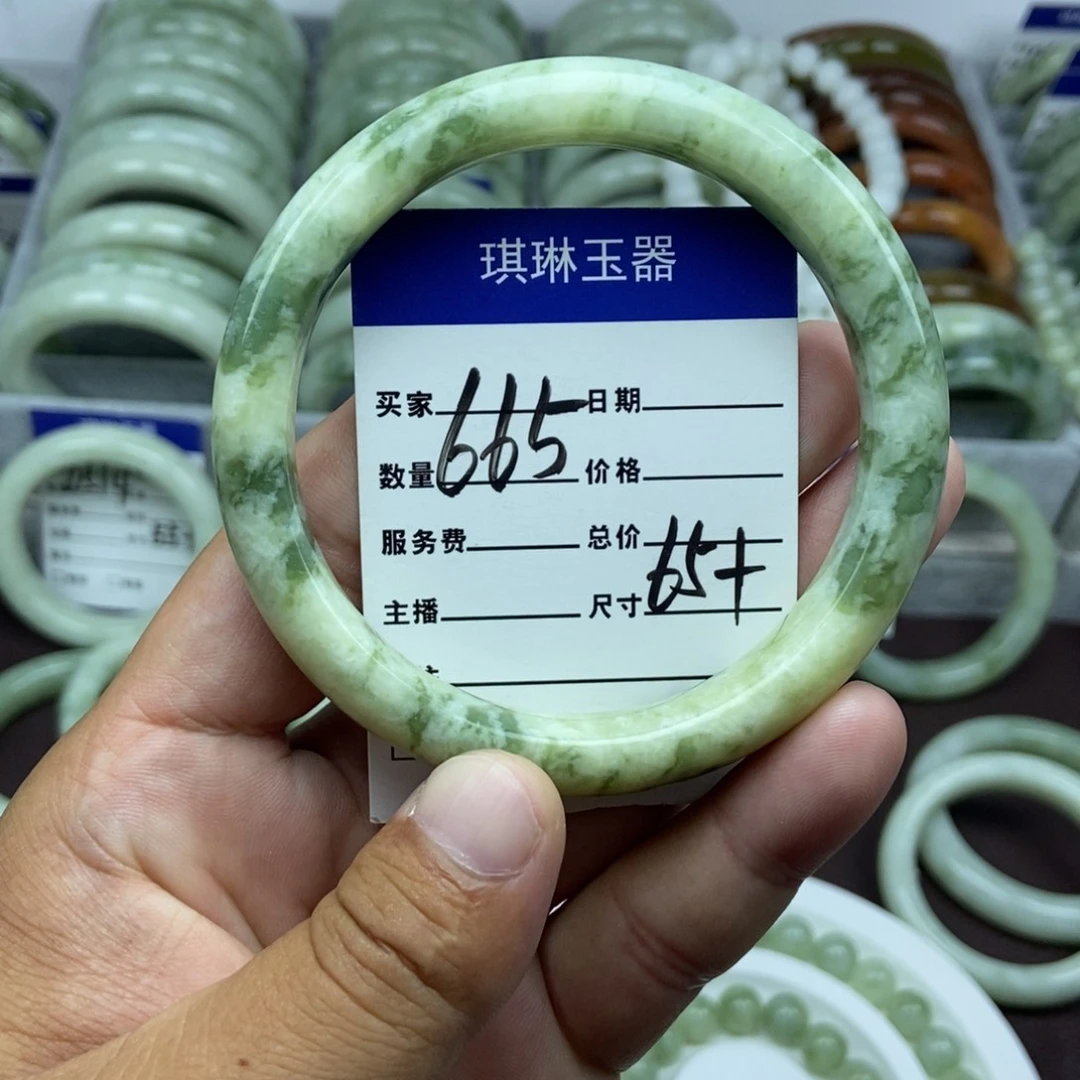 琪琳玉器
买家 665 日期
数量 价格
服务费 总价
主播 尺寸 65+